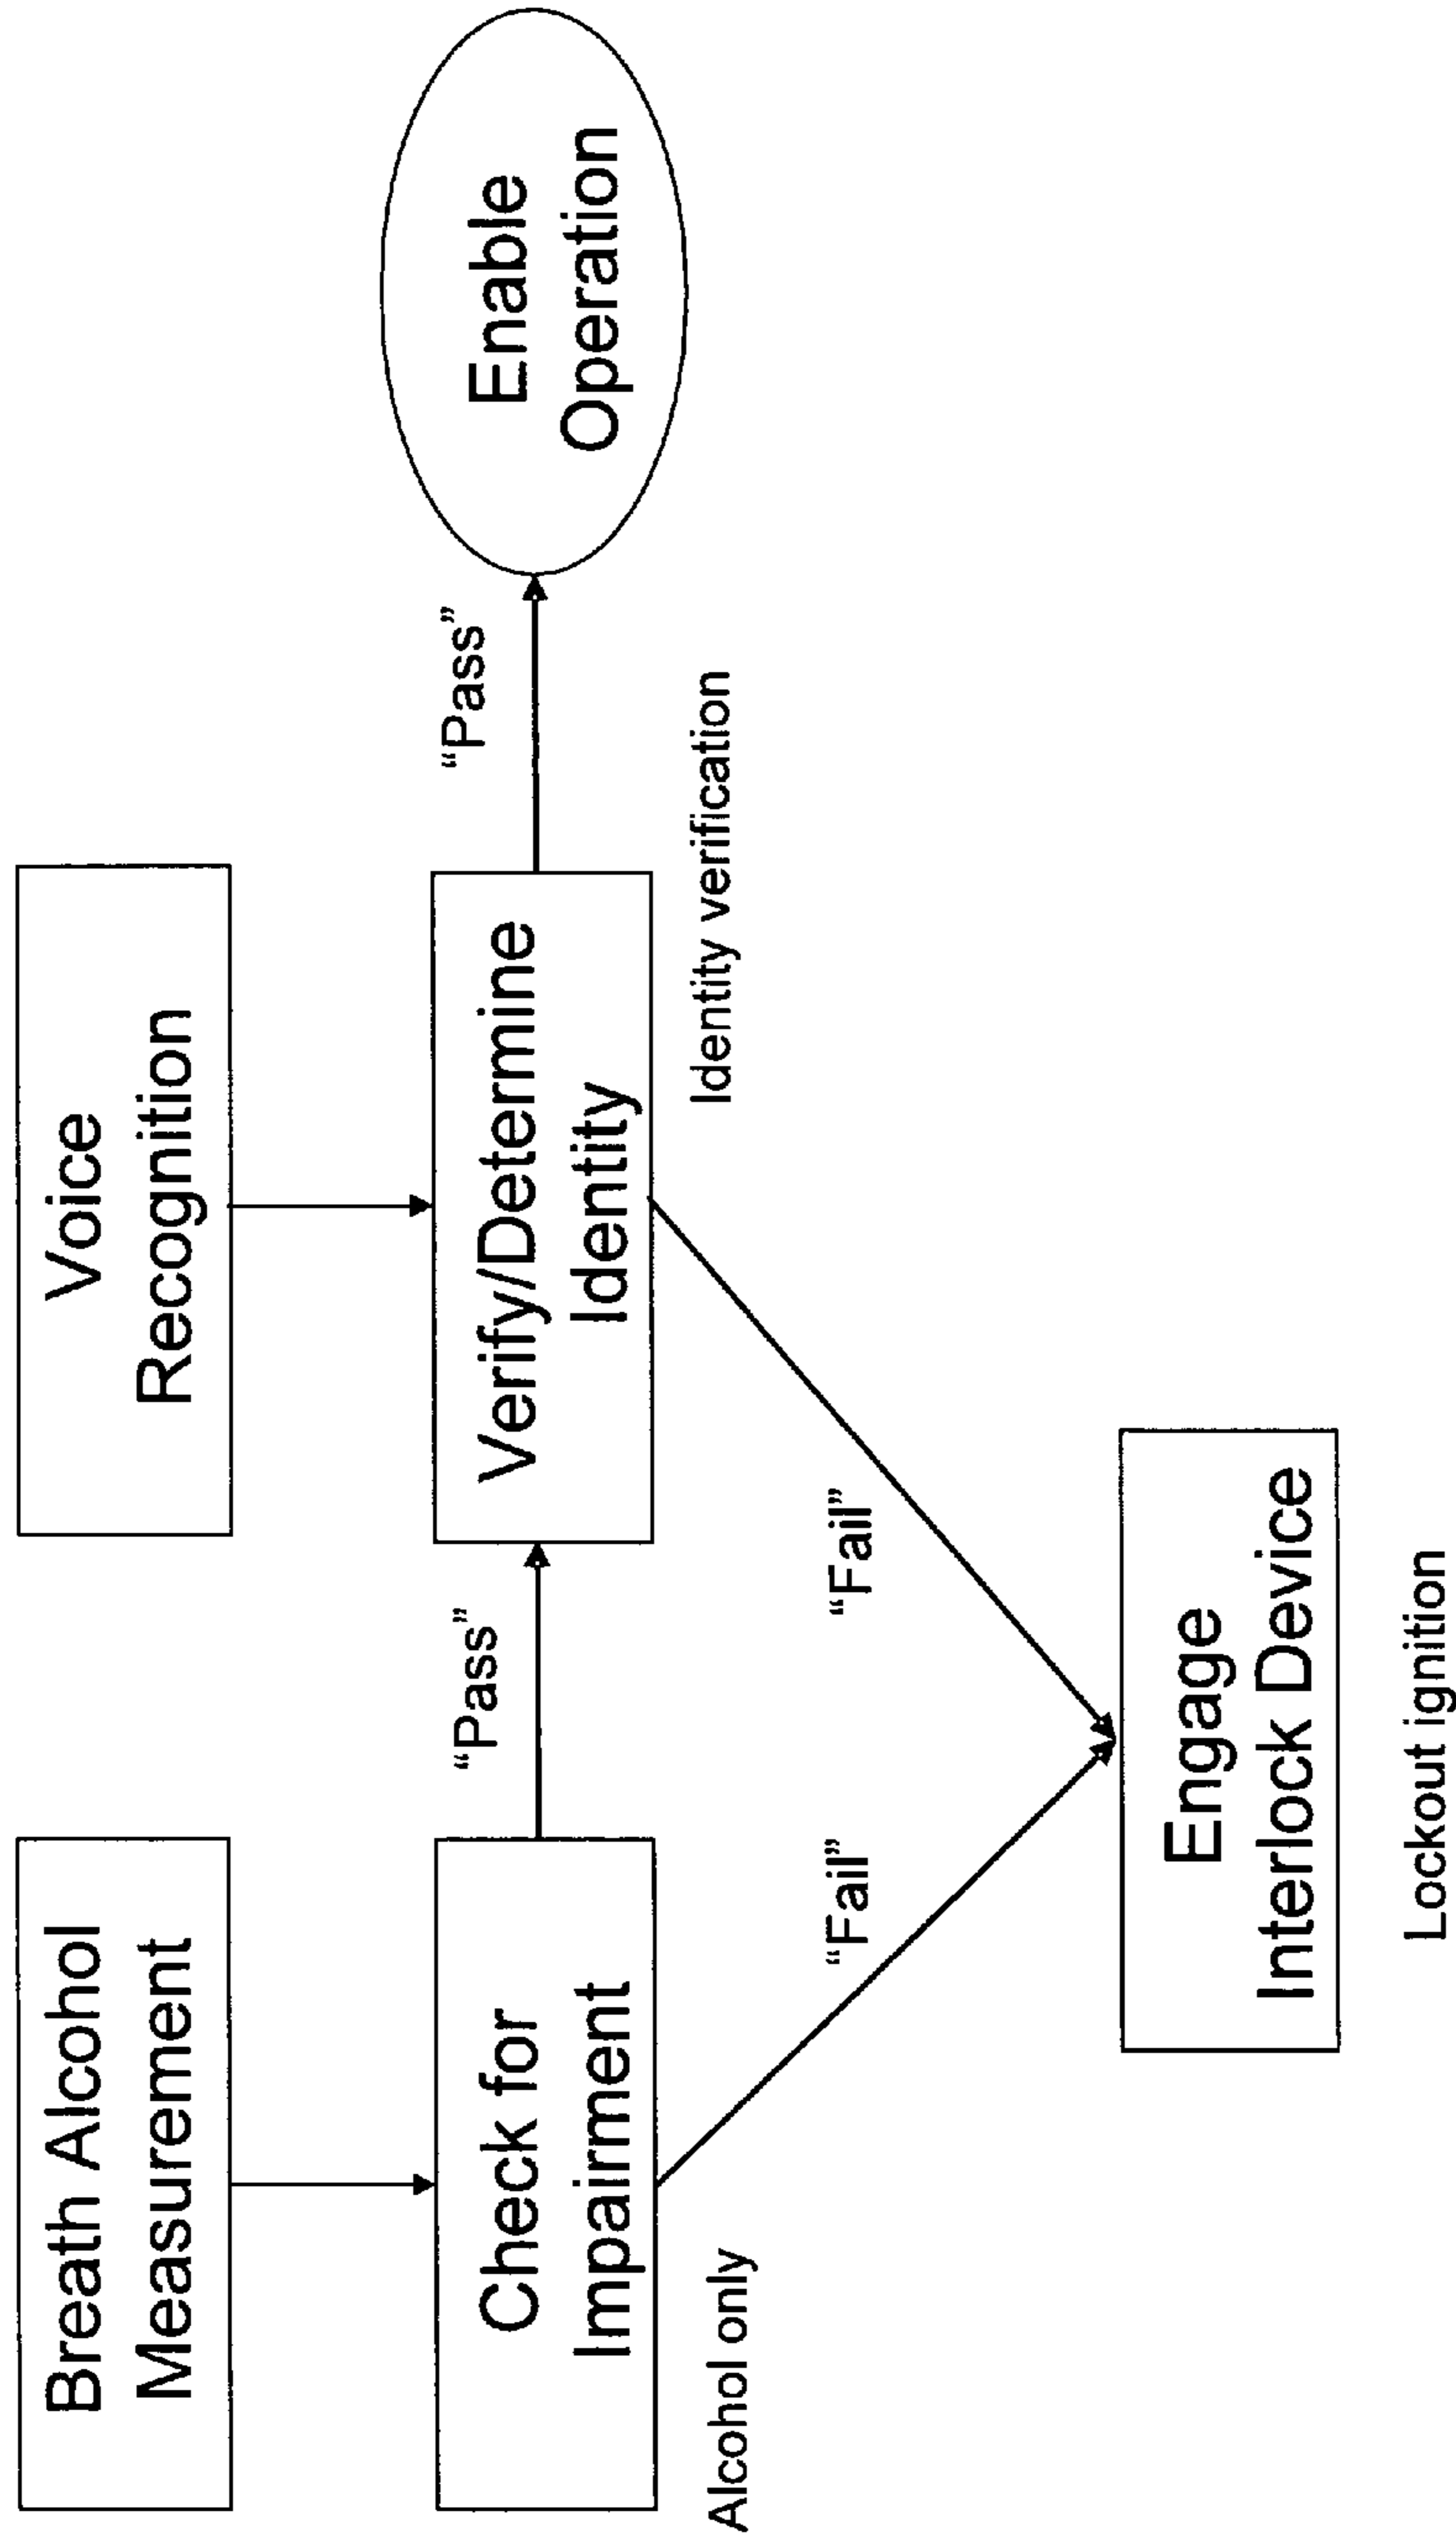 Breath Alcohol
Measurement
Voice
Recognition
Check for
Impairment
“Pass”
Verify/Determine
Identity
“Pass”
Enable
Operation
Alcohol only
Identity verification
“Fail”
“Fail”
Engage
Interlock Device
Lockout ignition